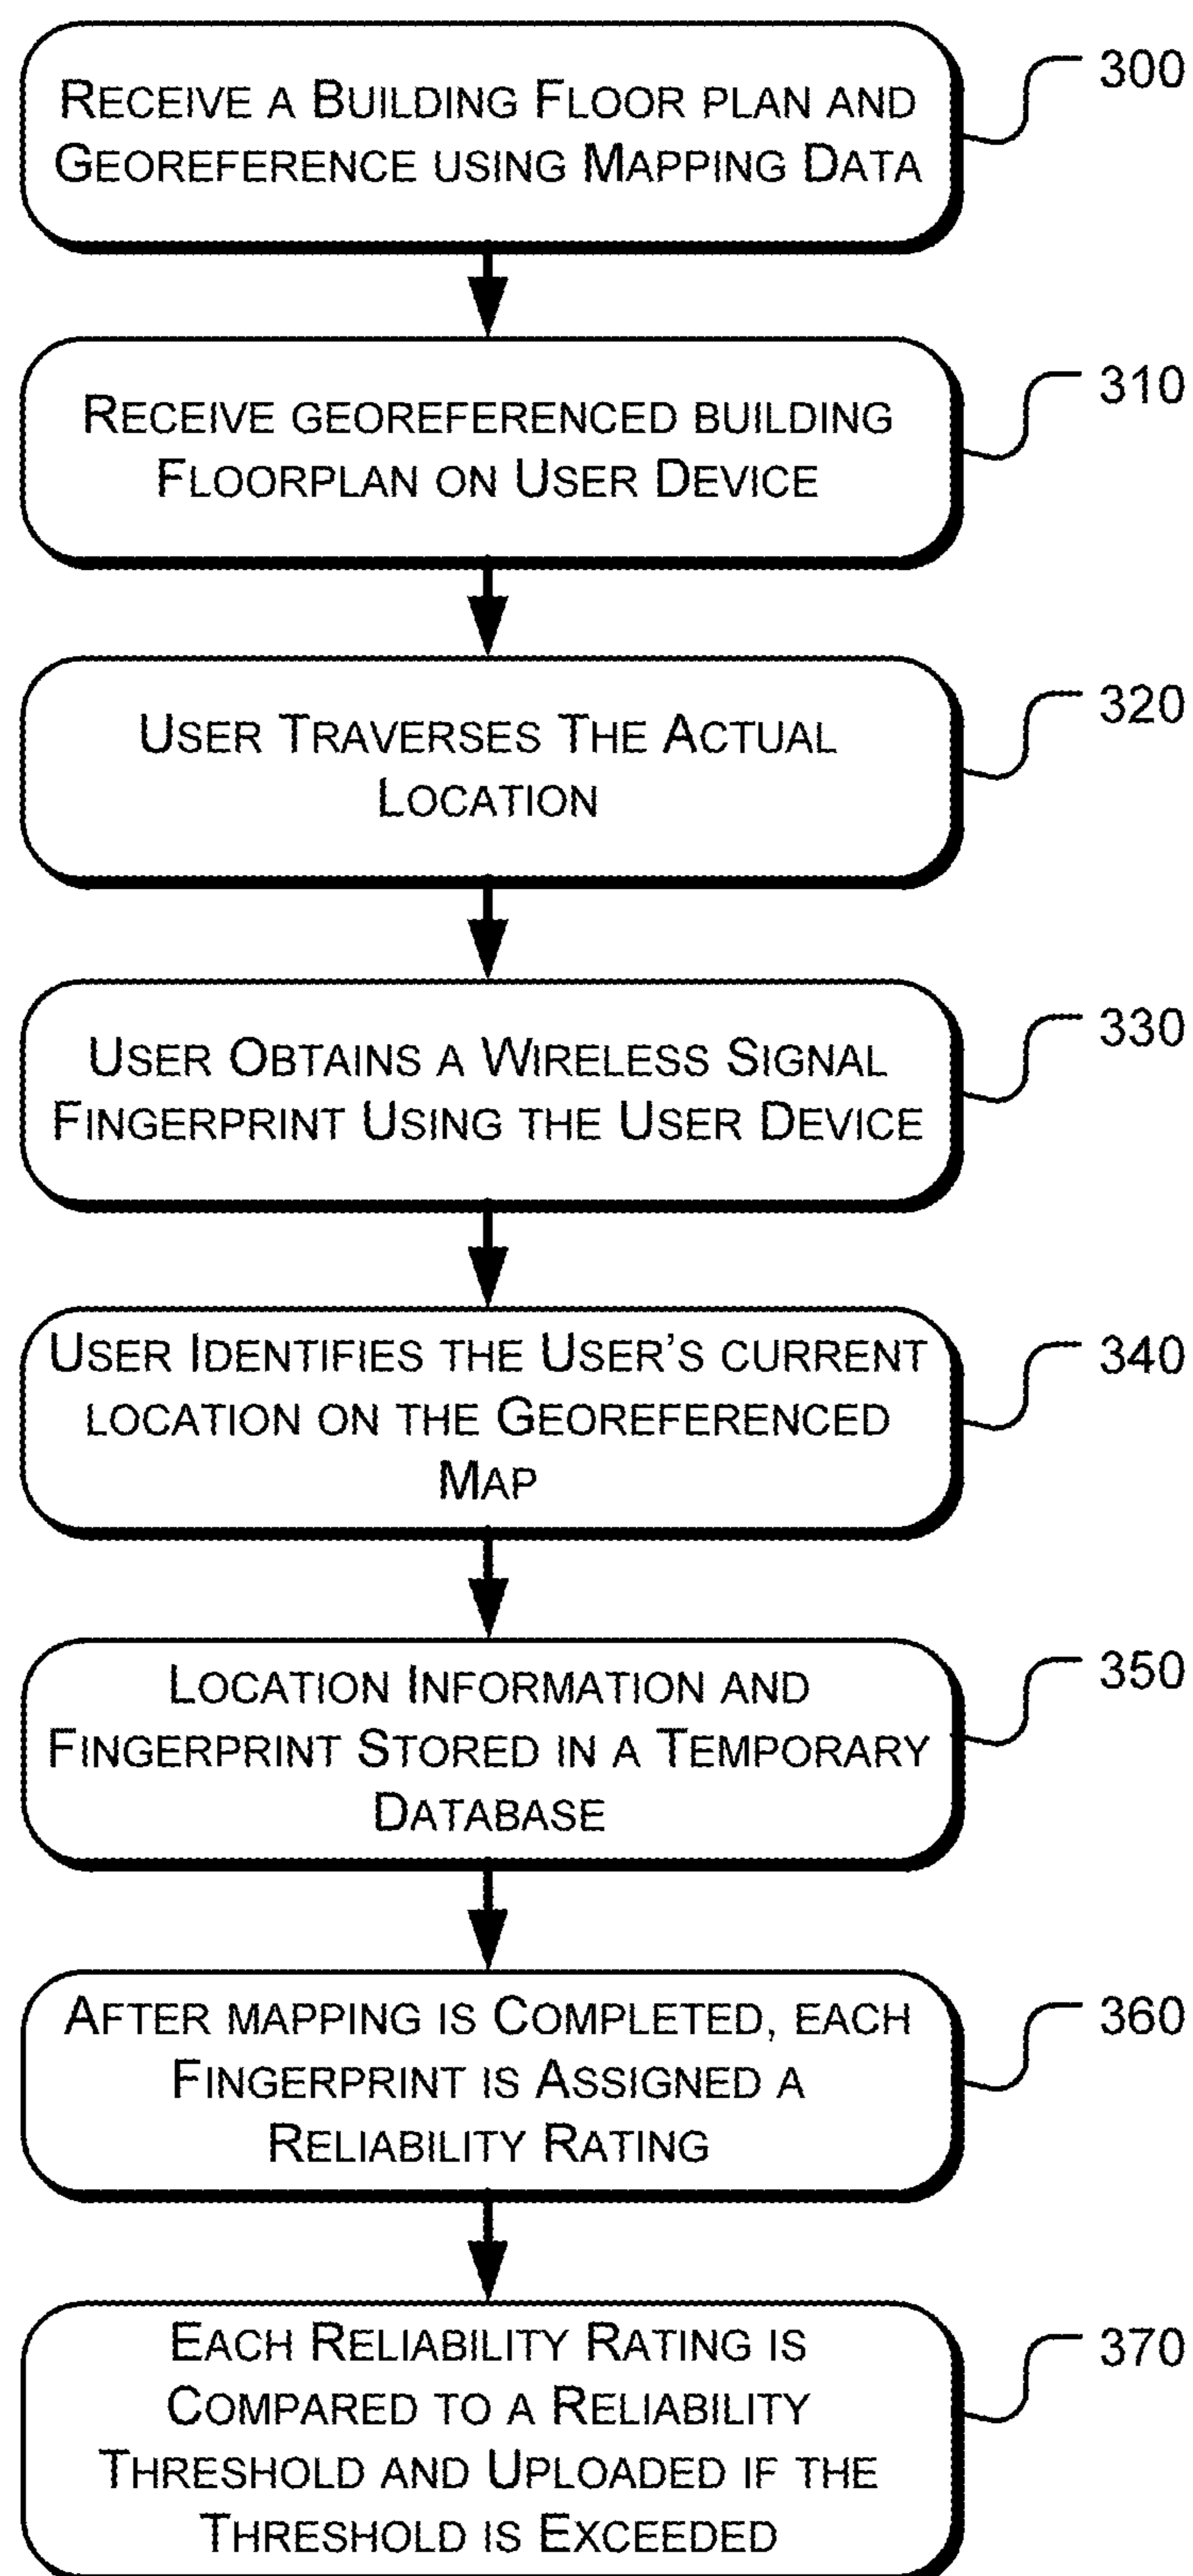 RECEIVE A BUILDING FLOOR PLAN AND
GEOREFERENCE USING MAPPING DATA
300
RECEIVE GEOREFERENCED BUILDING
FLOORPLAN ON USER DEVICE
310
USER TRAVERSES THE ACTUAL
LOCATION
320
USER OBTAINS A WIRELESS SIGNAL
FINGERPRINT USING THE USER DEVICE
330
USER IDENTIFIES THE USER'S CURRENT
LOCATION ON THE GEOREFERENCED
MAP
340
LOCATION INFORMATION AND
FINGERPRINT STORED IN A TEMPORARY
DATABASE
350
AFTER MAPPING IS COMPLETED, EACH
FINGERPRINT IS ASSIGNED A
RELIABILITY RATING
360
EACH RELIABILITY RATING IS
COMPARED TO A RELIABILITY
THRESHOLD AND UPLOADED IF THE
THRESHOLD IS EXCEEDED
370